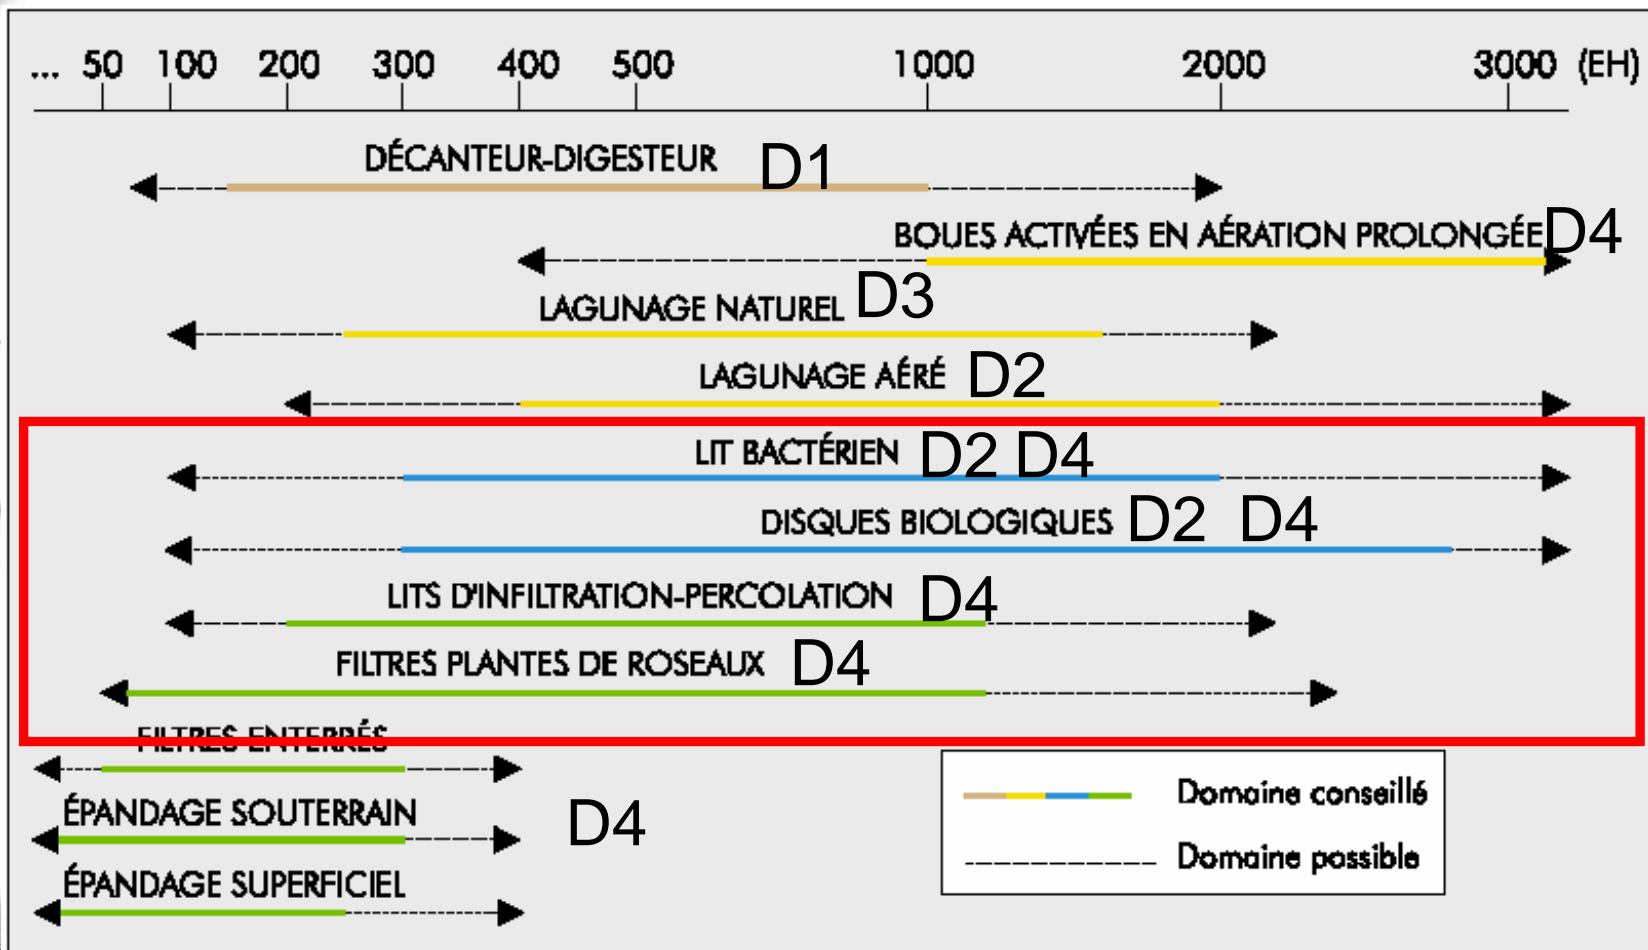 ... 50 100 200 300 400 500 1000 2000 3000 (EH)
DÉCANTEUR-DIGESTEUR D1
BOUES ACTIVÉES EN AÉRATION PROLONGÉE D4
LAGUNAGE NATUREL D3
LAGUNAGE AÉRÉ D2
LIT BACTÉRIEN D2 D4
DISQUES BIOLOGIQUES D2 D4
LITS D'INFILTRATION-PERCOLATION D4
FILTRES PLANTES DE ROSEAUX D4
FILTRES ENTERRÉS
ÉPANDAGE SOUTERRAIN D4
ÉPANDAGE SUPERFICIEL
Domaine conseillé
Domaine possible